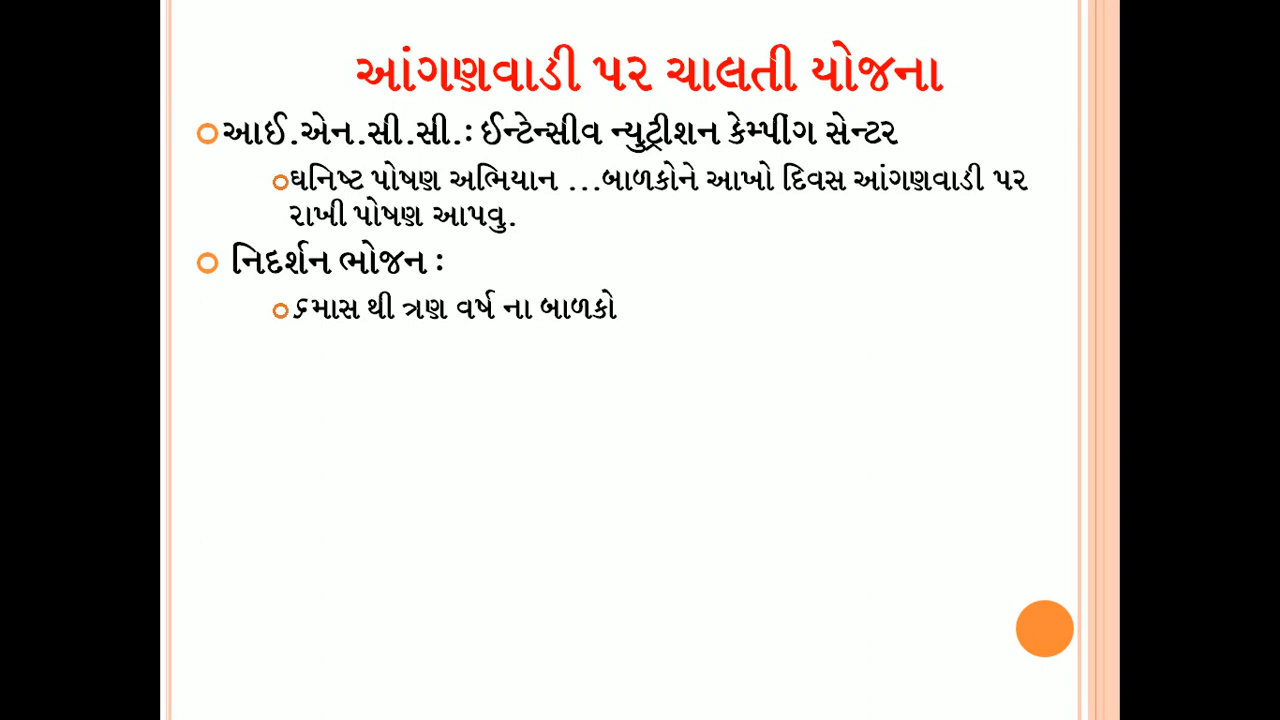 આંગણવાડી પર ચાલતી યોજના
આઈ.એન.સી.સી.: ઈન્ટેન્સીવ ન્યુટ્રીશન કેમ્પીંગ સેન્ટર
ઘનિષ્ટ પોષણ અભિયાન ...બાળકોને આખો દિવસ આંગણવાડી પર
રાખી પોષણ આપવુ.
નિદર્શન ભોજન :
૬માસ થી ત્રણ વર્ષ ના બાળકો